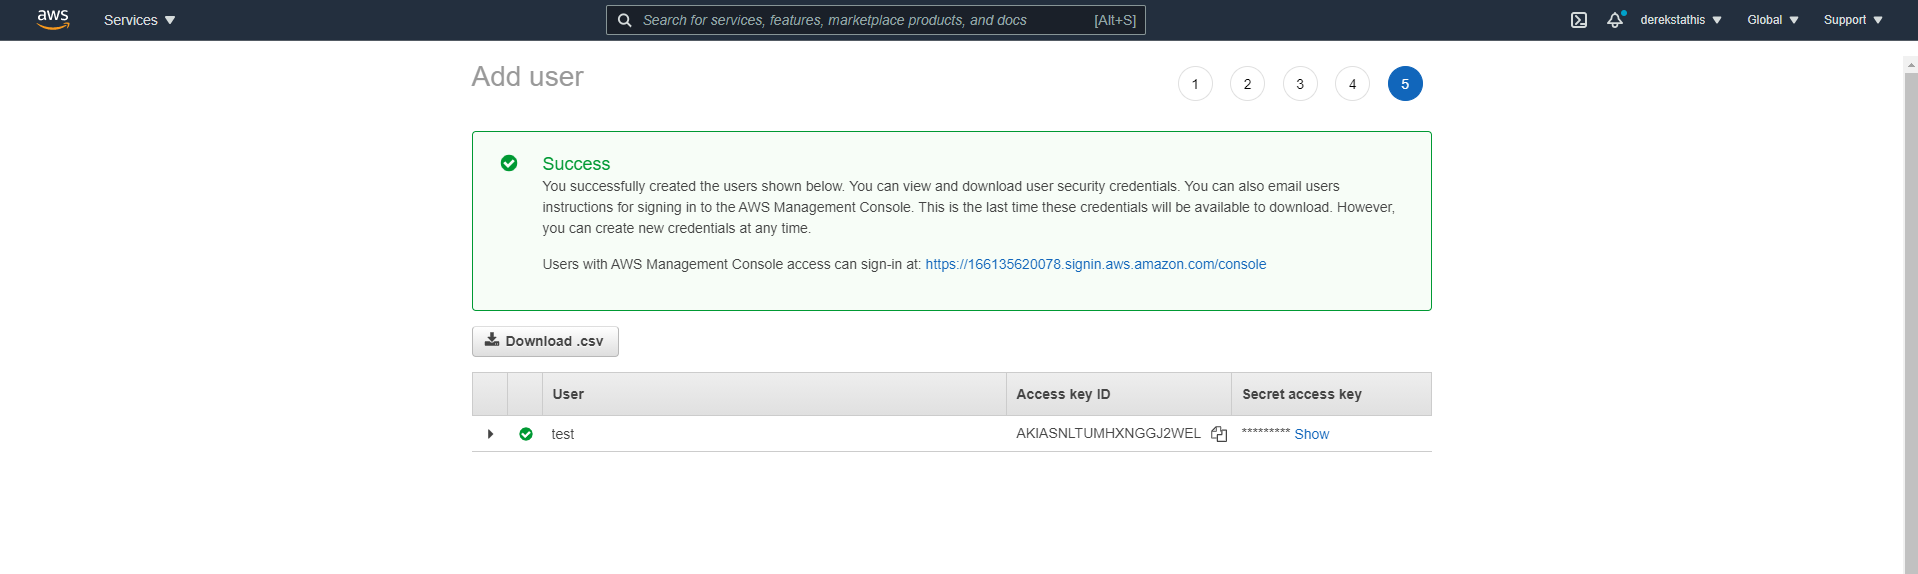 aws Services Search for services, features, marketplace products, and docs [Alt+S] derekstathis Global Support
Add user 1 2 3 4 5
Success
You successfully created the users shown below. You can view and download user security credentials. You can also email users
instructions for signing in to the AWS Management Console. This is the last time these credentials will be available to download. However,
you can create new credentials at any time.
Users with AWS Management Console access can sign-in at: https://166135620078.signin.aws.amazon.com/console
Download .csv
User Access key ID Secret access key
test AKIASNLTUMHXNGGJ2WEL ********* Show